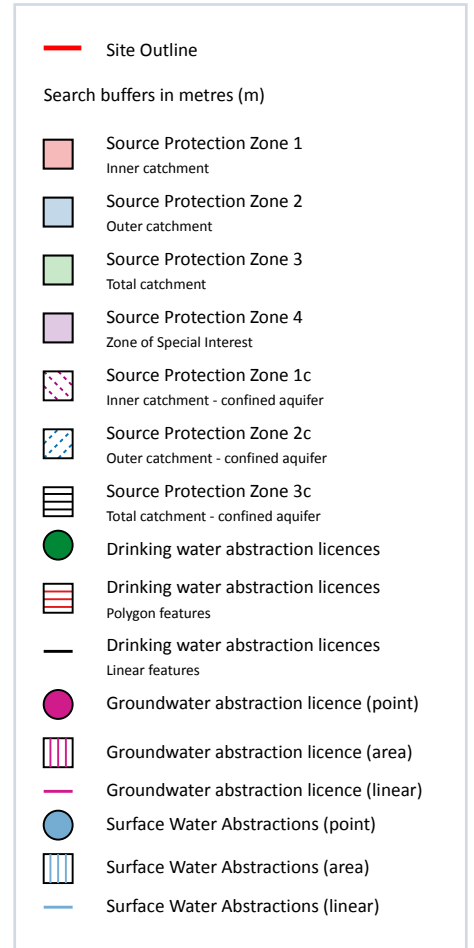 Site Outline
Search buffers in metres (m)
Source Protection Zone 1
Inner catchment
Source Protection Zone 2
Outer catchment
Source Protection Zone 3
Total catchment
Source Protection Zone 4
Zone of Special Interest
Source Protection Zone 1c
Inner catchment - confined aquifer
Source Protection Zone 2c
Outer catchment - confined aquifer
Source Protection Zone 3c
Total catchment - confined aquifer
Drinking water abstraction licences
Drinking water abstraction licences
Polygon features
Drinking water abstraction licences
Linear features
Groundwater abstraction licence (point)
Groundwater abstraction licence (area)
Groundwater abstraction licence (linear)
Surface Water Abstractions (point)
Surface Water Abstractions (area)
Surface Water Abstractions (linear)